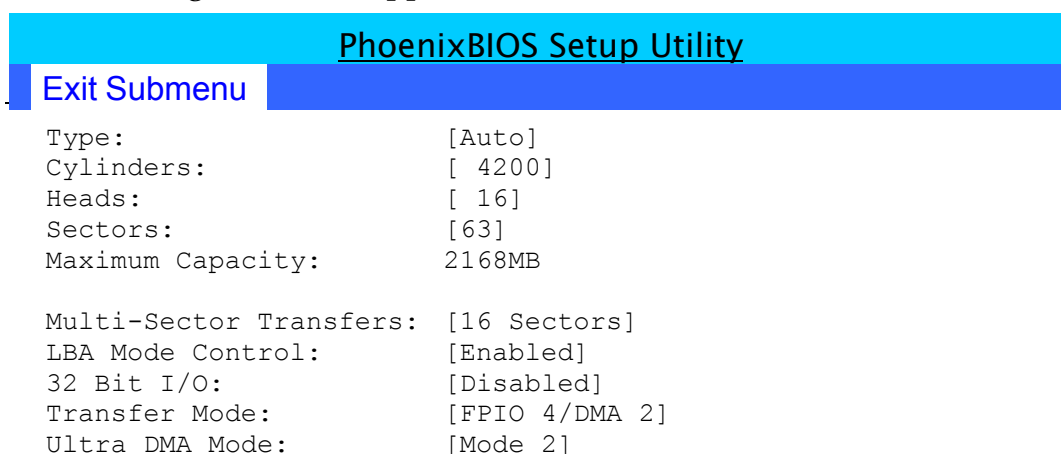 PhoenixBIOS Setup Utility
Exit Submenu
Type: [Auto]
Cylinders: [ 4200]
Heads: [ 16]
Sectors: [63]
Maximum Capacity: 2168MB
Multi-Sector Transfers: [16 Sectors]
LBA Mode Control: [Enabled]
32 Bit I/O: [Disabled]
Transfer Mode: [FPIO 4/DMA 2]
Ultra DMA Mode: [Mode 2]